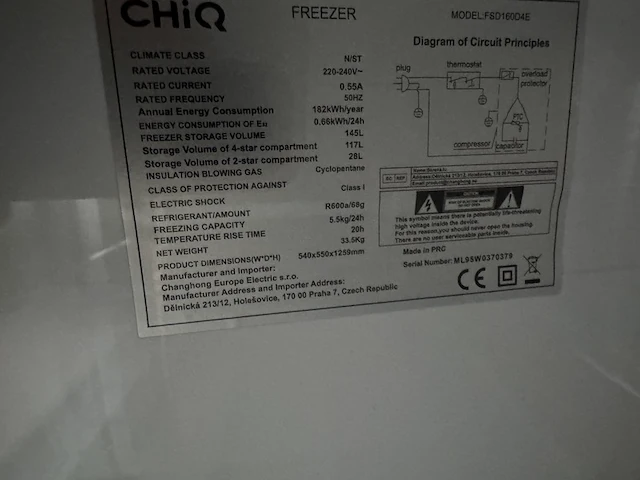 CHiQ FREEZER MODEL:FSD160D4E
CLIMATE CLASS N/ST
RATED VOLTAGE 220-240V~
RATED CURRENT 0.55A
RATED FREQUENCY 50HZ
Annual Energy Consumption 182kWh/year
ENERGY CONSUMPTION OF Eu 0.66kWh/24h
FREEZER STORAGE VOLUME 145L
Storage Volume of 4-star compartment 117L
Storage Volume of 2-star compartment 28L
INSULATION BLOWING GAS Cyclopentane
CLASS OF PROTECTION AGAINST
ELECTRIC SHOCK Class I
REFRIGERANT/AMOUNT R600a/68g
FREEZING CAPACITY 5.5kg/24h
TEMPERATURE RISE TIME 20h
NET WEIGHT 33.5Kg
PRODUCT DIMENSIONS(W*D*H) 540x550x1259mm
Manufacturer and Importer:
Changhong Europe Electric s.r.o.
Manufacturer Address and Importer Address:
Dělnická 213/12, Holešovice, 170 00 Praha 7, Czech Republic
Diagram of Circuit Principles
plug
thermostat
overload
protector
PTC
compressor
capacitor
EC REP
This symbol means there is potentially life-threatening
high voltage inside the device.
For this reason,you should never open the housing.
There are no user serviceable parts inside.
Made in PRC
Serial Number: ML95W0370379
CE